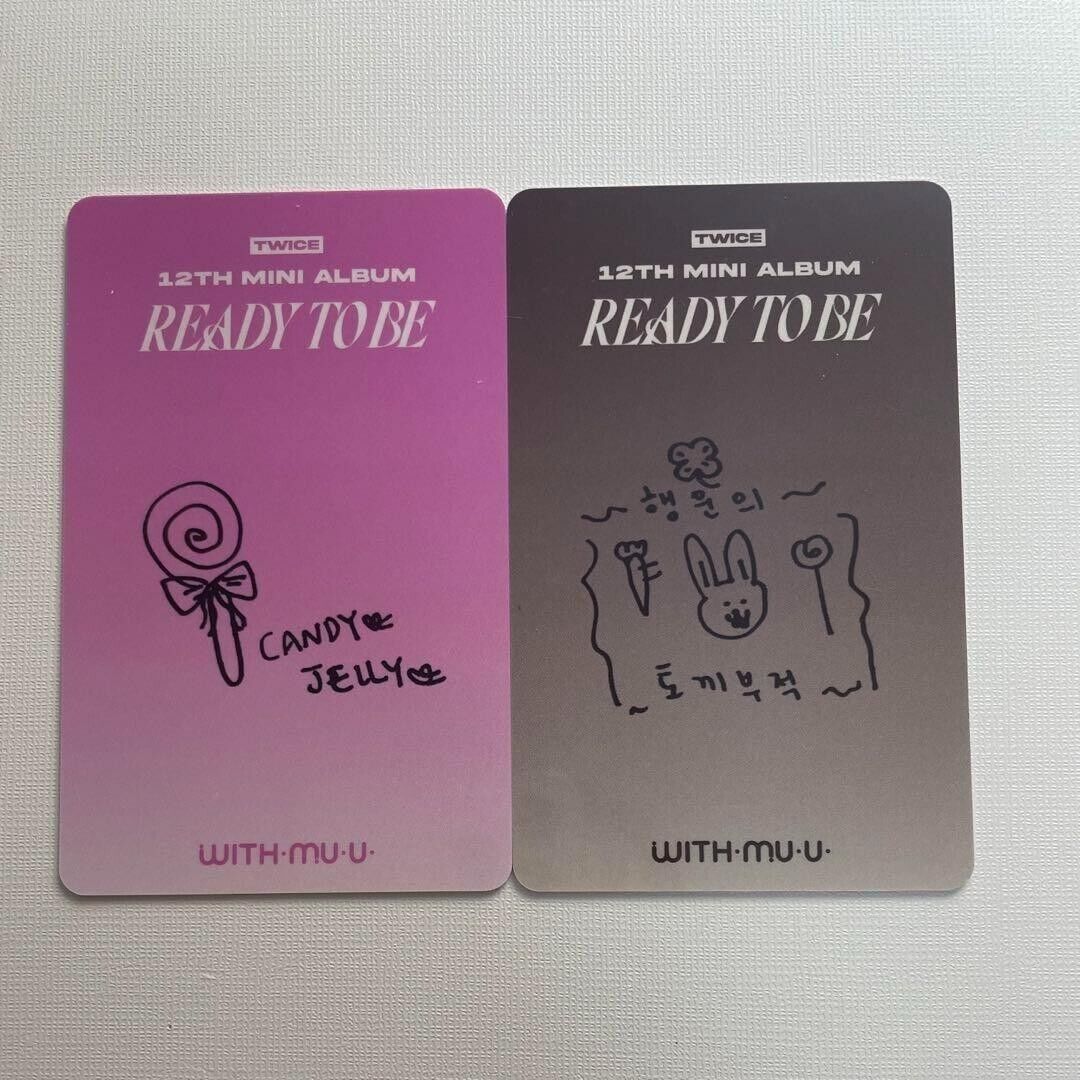 TWICE
12TH MINI ALBUM
READY TO BE
CANDY
JELLY
WITH·MU·U·
TWICE
12TH MINI ALBUM
READY TO BE
행운의
토끼부적
WITH·MU·U·